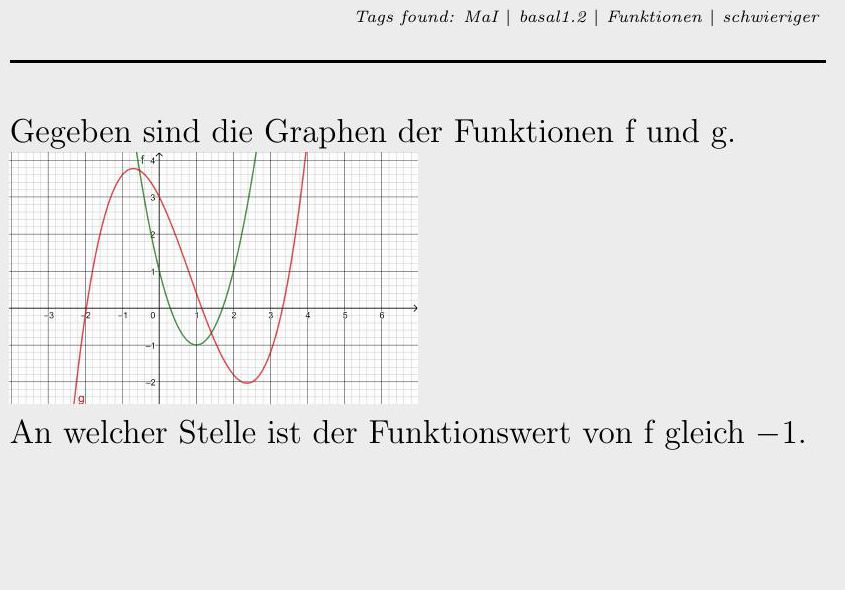 Tags found: MaI | basal1.2 | Funktionen | schwieriger
Gegeben sind die Graphen der Funktionen f und g.
f 4
3
2
1
−3 −2 −1 0 1 2 3 4 5 6
−1
−2
g
An welcher Stelle ist der Funktionswert von f gleich −1.